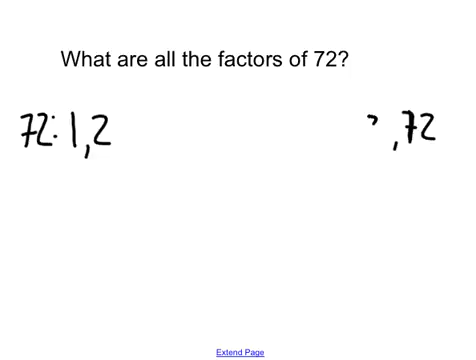 What are all the factors of 72?
72: 1,2 ,72
Extend Page